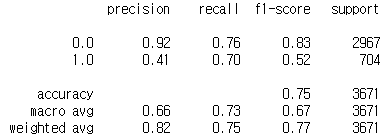 precision recall f1-score support
0.0 0.92 0.76 0.83 2967
1.0 0.41 0.70 0.52 704
accuracy 0.75 3671
macro avg 0.66 0.73 0.67 3671
weighted avg 0.82 0.75 0.77 3671